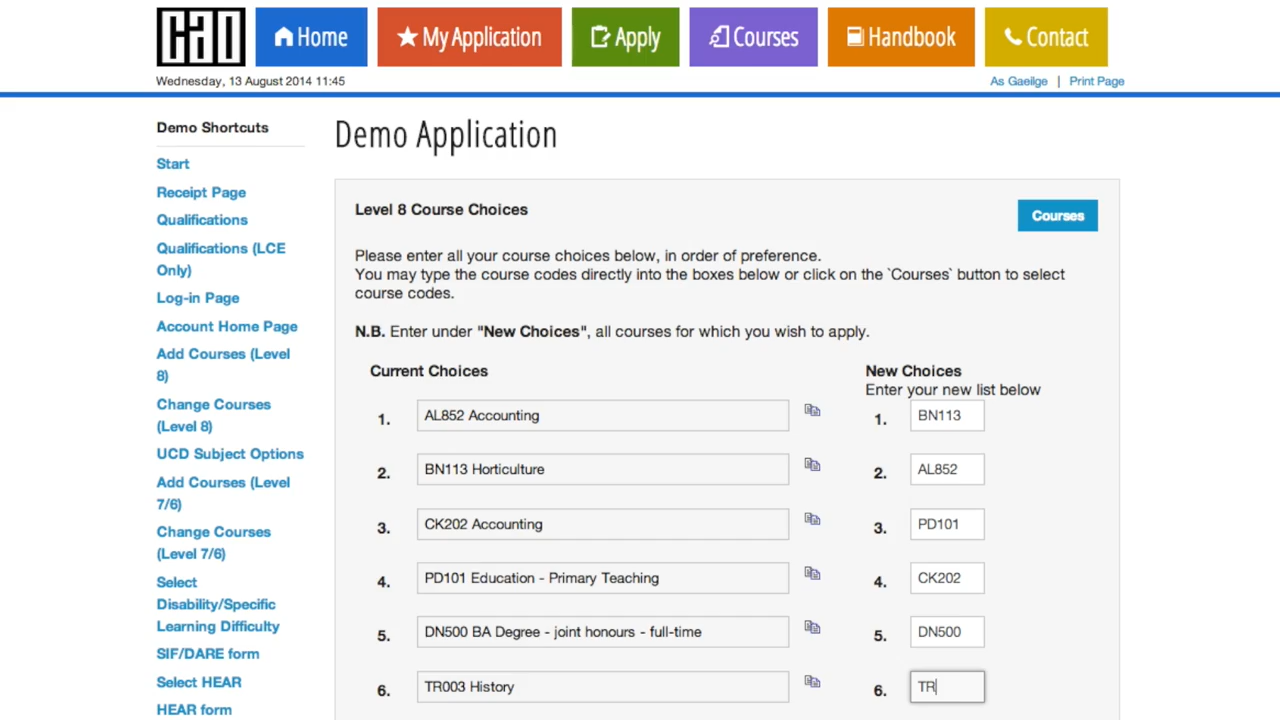 cao
Home
My Application
Apply
Courses
Handbook
Contact
Wednesday, 13 August 2014 11:45
As Gaeilge | Print Page
Demo Shortcuts
Start
Receipt Page
Qualifications
Qualifications (LCE
Only)
Log-in Page
Account Home Page
Add Courses (Level
8)
Change Courses
(Level 8)
UCD Subject Options
Add Courses (Level
7/6)
Change Courses
(Level 7/6)
Select
Disability/Specific
Learning Difficulty
SIF/DARE form
Select HEAR
HEAR form
Demo Application
Level 8 Course Choices
Courses
Please enter all your course choices below, in order of preference.
You may type the course codes directly into the boxes below or click on the `Courses` button to select
course codes.
N.B. Enter under "New Choices", all courses for which you wish to apply.
Current Choices
New Choices
Enter your new list below
1. AL852 Accounting
1. BN113
2. BN113 Horticulture
2. AL852
3. CK202 Accounting
3. PD101
4. PD101 Education - Primary Teaching
4. CK202
5. DN500 BA Degree - joint honours - full-time
5. DN500
6. TR003 History
6. TR